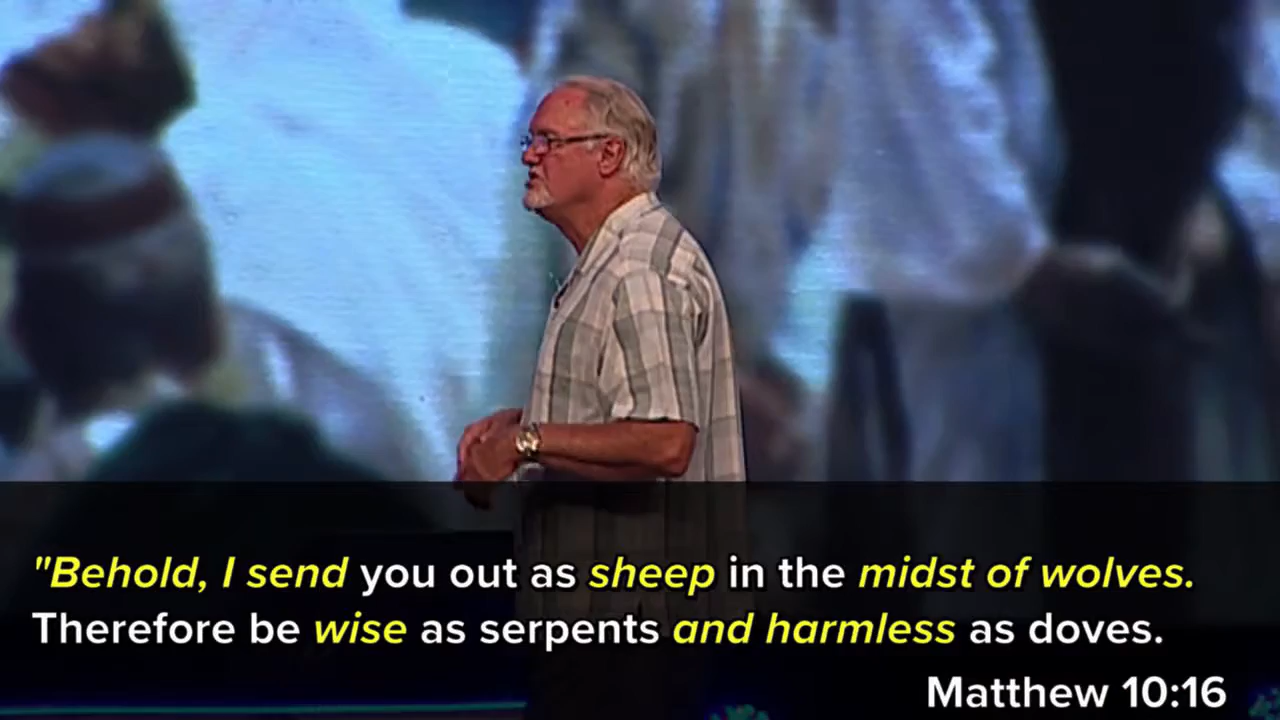 "Behold, I send you out as sheep in the midst of wolves.
Therefore be wise as serpents and harmless as doves.
Matthew 10:16